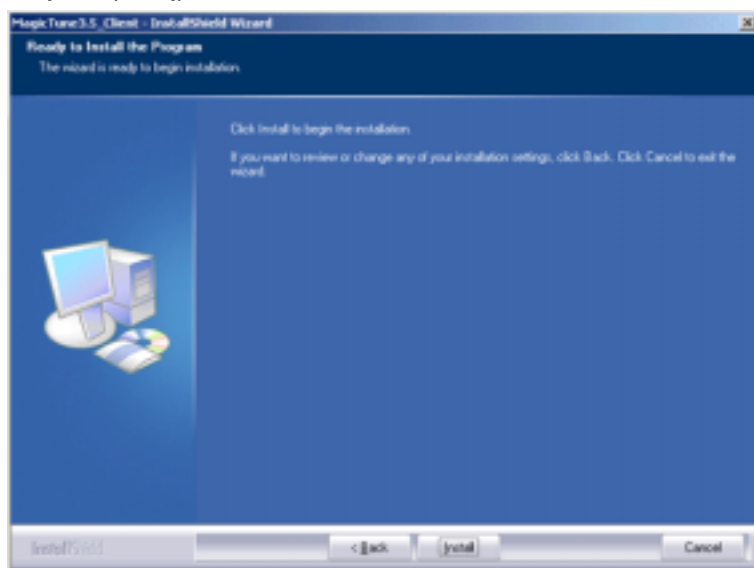 MagicTune3.5_Client - InstallShield Wizard
Ready to Install the Program
The wizard is ready to begin installation.
Click Install to begin the installation.
If you want to review or change any of your installation settings, click Back. Click Cancel to exit the
wizard.
InstallShield
< Back
Install
Cancel